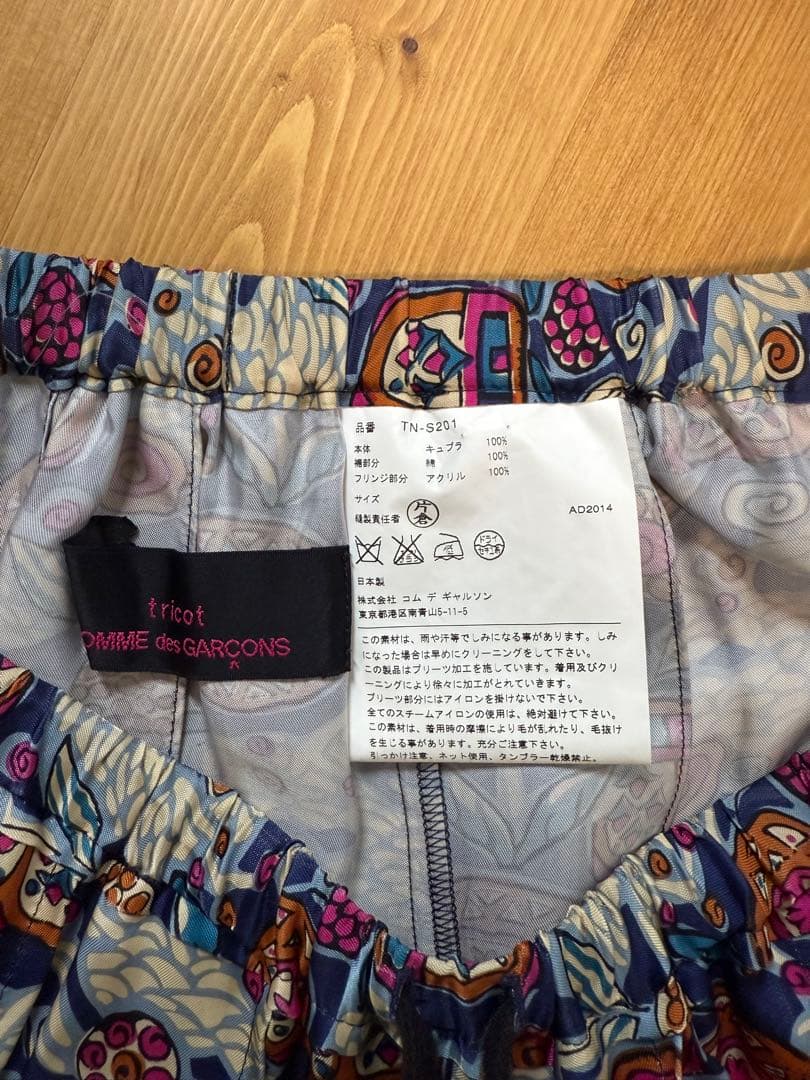 品番 TN-S201
本体 キュプラ 100%
裾部分 綿 100%
フリンジ部分 アクリル 100%
サイズ
縫製責任者 片倉 AD2014
ドライ セキユ系
日本製
株式会社 コム デ ギャルソン
東京都港区南青山5-11-5
この素材は、雨や汗等でしみになる事があります。しみ
になった場合は早めにクリーニングをして下さい。
この製品はプリーツ加工を施しています。着用及びクリ
ーニングにより徐々に加工がとれていきます。
プリーツ部分にはアイロンを掛けないで下さい。
全てのスチームアイロンの使用は、絶対避けて下さい。
この素材は、着用時の摩擦により毛が乱れたり、毛抜け
を生じる事があります。充分ご注意下さい。
引っかけ注意、ネット使用、タンブラー乾燥禁止。
tricot
OMME des GARÇONS